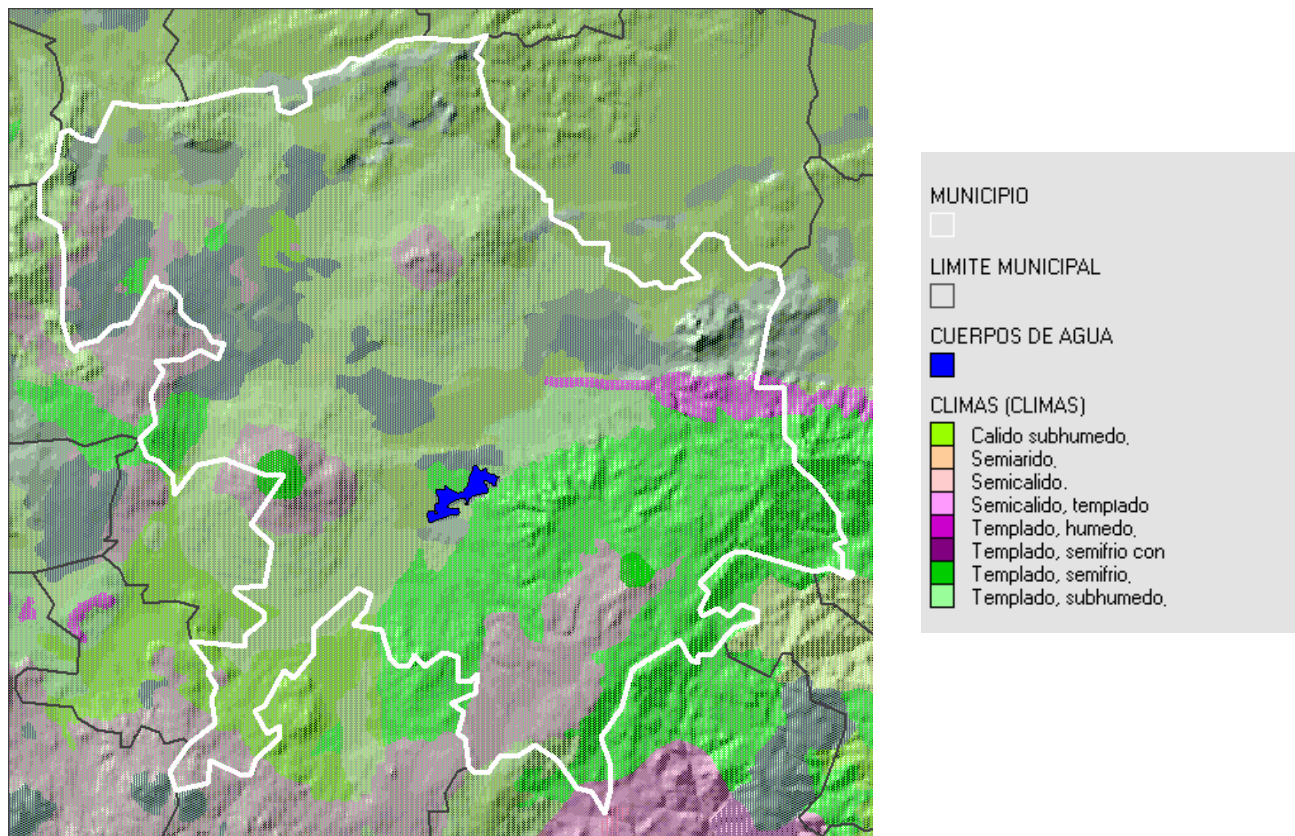 MUNICIPIO
LIMITE MUNICIPAL
CUERPOS DE AGUA
CLIMAS (CLIMAS)
Calido subhumedo,
Semiarido,
Semicalido.
Semicalido, templado
Templado, humedo,
Templado, semifrio con
Templado, semifrio,
Templado, subhumedo,